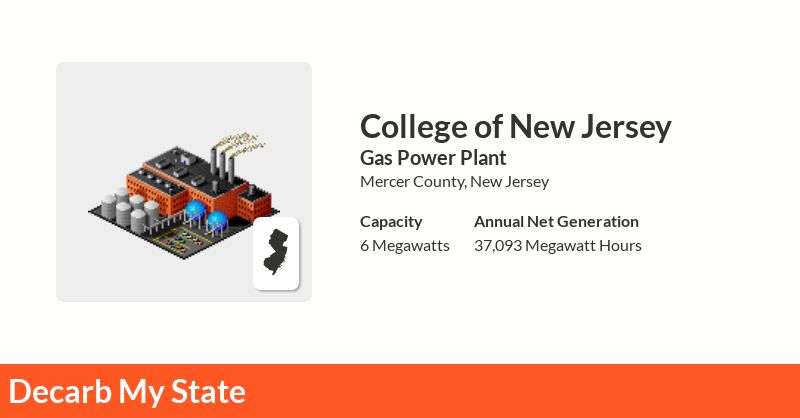 College of New Jersey
Gas Power Plant
Mercer County, New Jersey
Capacity
6 Megawatts
Annual Net Generation
37,093 Megawatt Hours
Decarb My State